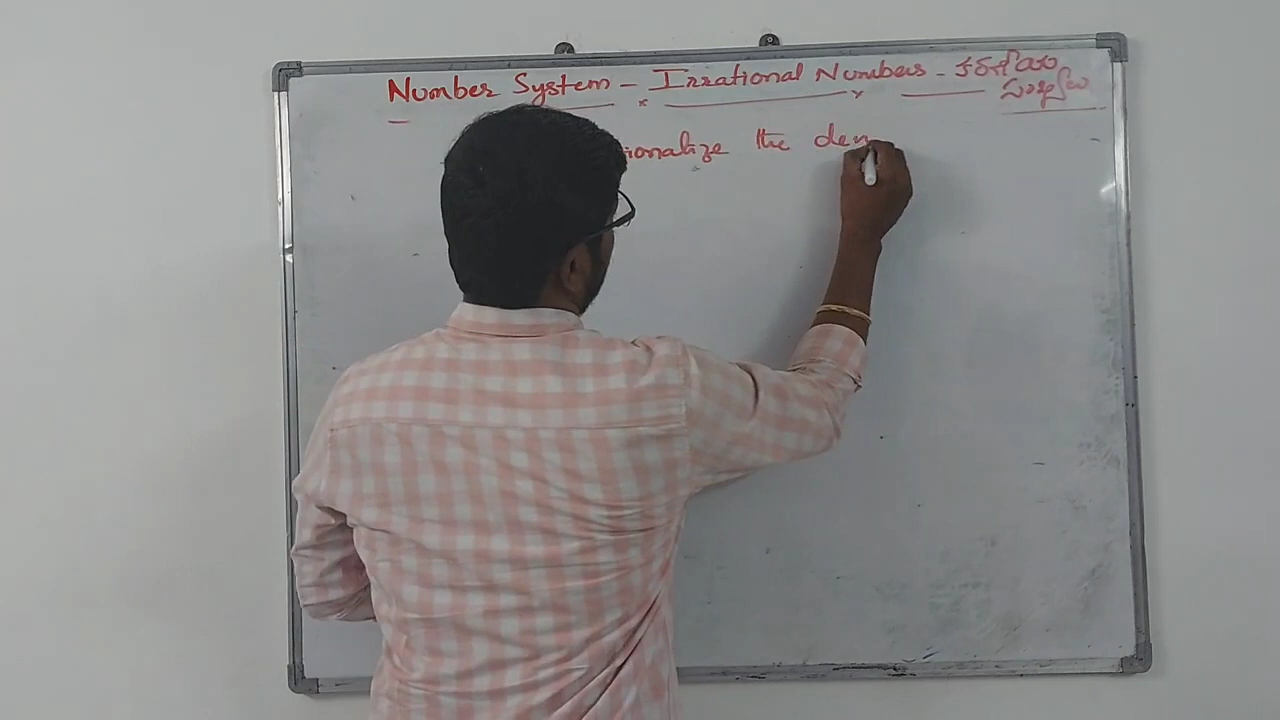 Number System - Irrational Numbers - కరణీయ సంఖ్యలు
ionalize the den